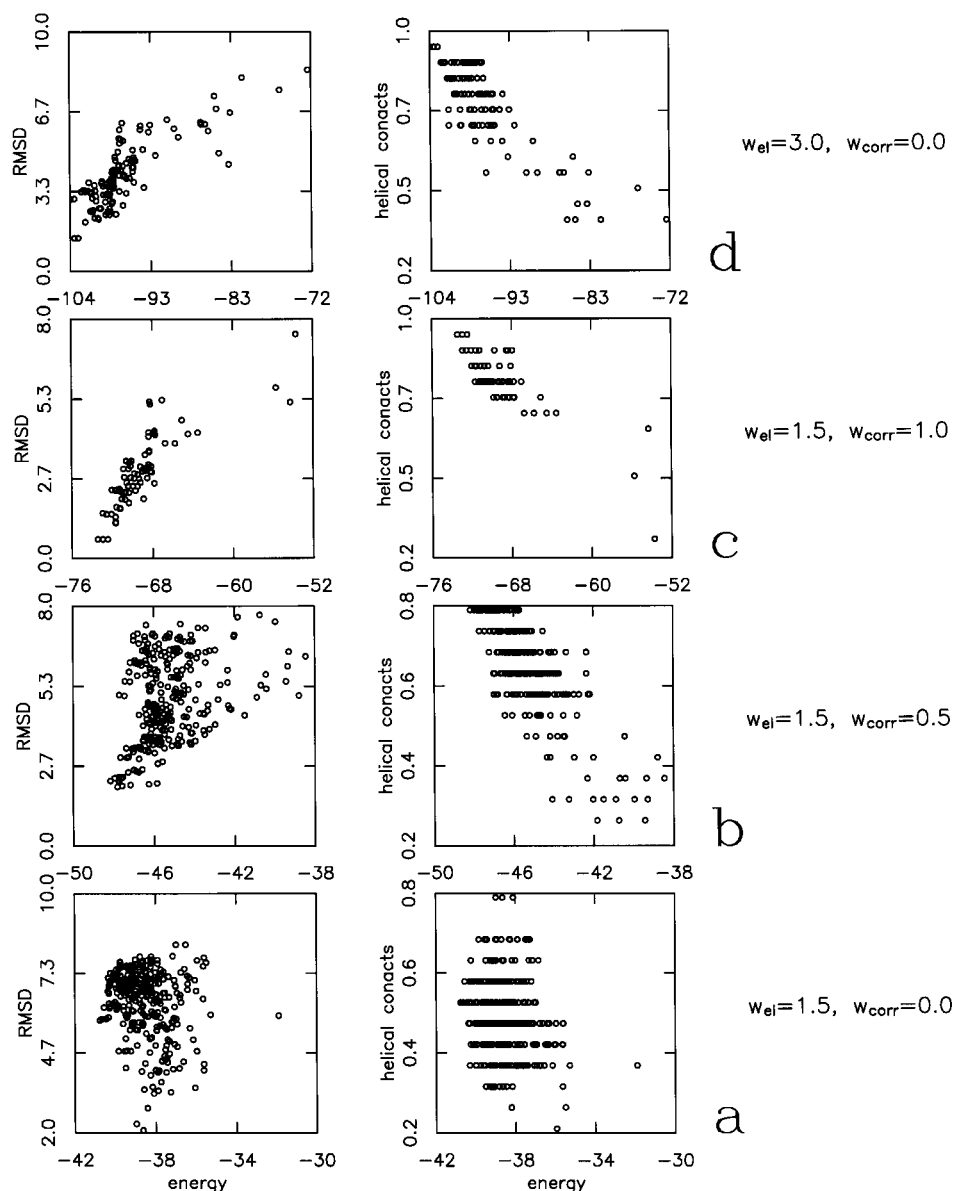 10.0
6.7
3.3
0.0
RMSD
−104 −93 −83 −72
1.0
0.7
0.5
0.2
helical conacts
−104 −93 −83 −72
wel=3.0, wcorr=0.0
d
8.0
5.3
2.7
0.0
RMSD
−76 −68 −60 −52
1.0
0.7
0.5
0.2
helical conacts
−76 −68 −60 −52
wel=1.5, wcorr=1.0
c
8.0
5.3
2.7
0.0
RMSD
−50 −46 −42 −38
0.8
0.6
0.4
0.2
helical conacts
−50 −46 −42 −38
wel=1.5, wcorr=0.5
b
10.0
7.3
4.7
2.0
RMSD
−42 −38 −34 −30
energy
0.8
0.6
0.4
0.2
helical conacts
−42 −38 −34 −30
energy
wel=1.5, wcorr=0.0
a